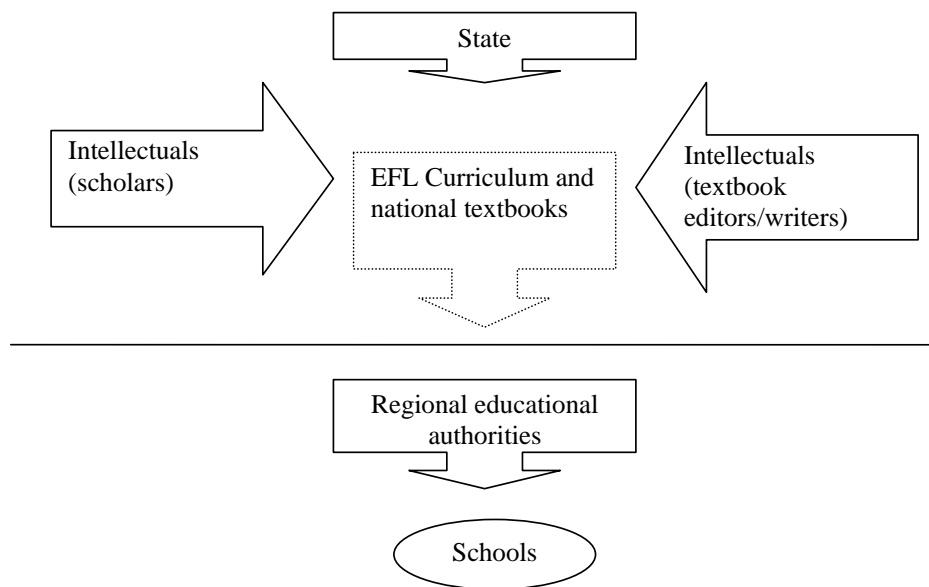 State
Intellectuals
(scholars)
EFL Curriculum and
national textbooks
Intellectuals
(textbook
editors/writers)
Regional educational
authorities
Schools